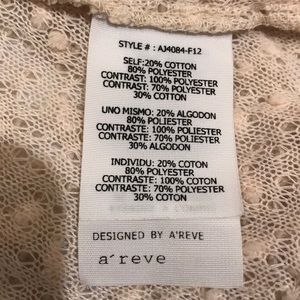 STYLE # : AJ4084-F12
SELF:20% COTTON
80% POLYESTER
CONTRAST: 100% POLYESTER
CONTRAST: 70% POLYESTER
30% COTTON
UNO MISMO: 20% ALGODON
80% POLIESTER
CONTRASTE: 100% POLIESTER
CONTRASTE: 70% POLIESTER
30% ALGODON
INDIVIDU: 20% COTON
80% POLYESTER
CONTRASTE: 100% COTON
CONTRASTE: 70% POLYESTER
30% COTON
DESIGNED BY A'REVE
a´reve